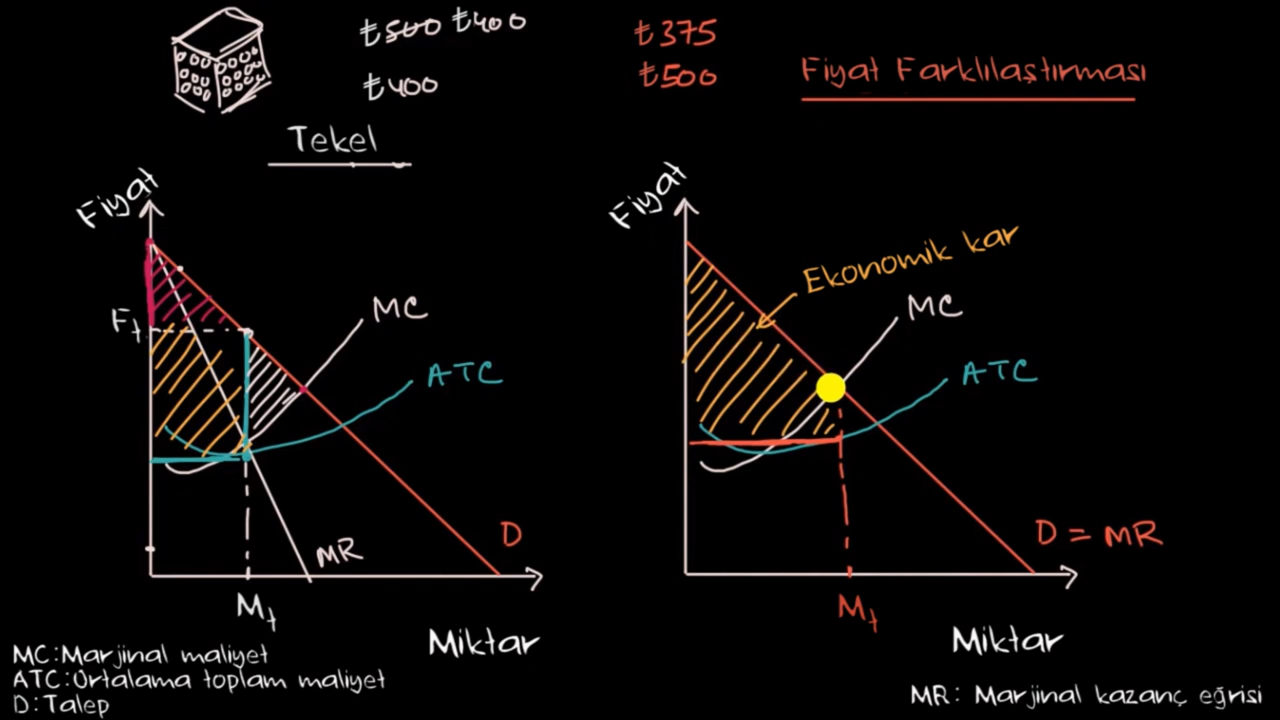 ₺500 ₺400
₺400
₺375
₺500
Fiyat Farklılaştırması
Tekel
Fiyat
Ft
MC
ATC
D
MR
Mt
Miktar
Fiyat
Ekonomik kar
MC
ATC
D = MR
Mt
Miktar
MC:Marjinal maliyet
ATC:Ortalama toplam maliyet
D:Talep
MR: Marjinal kazanç eğrisi